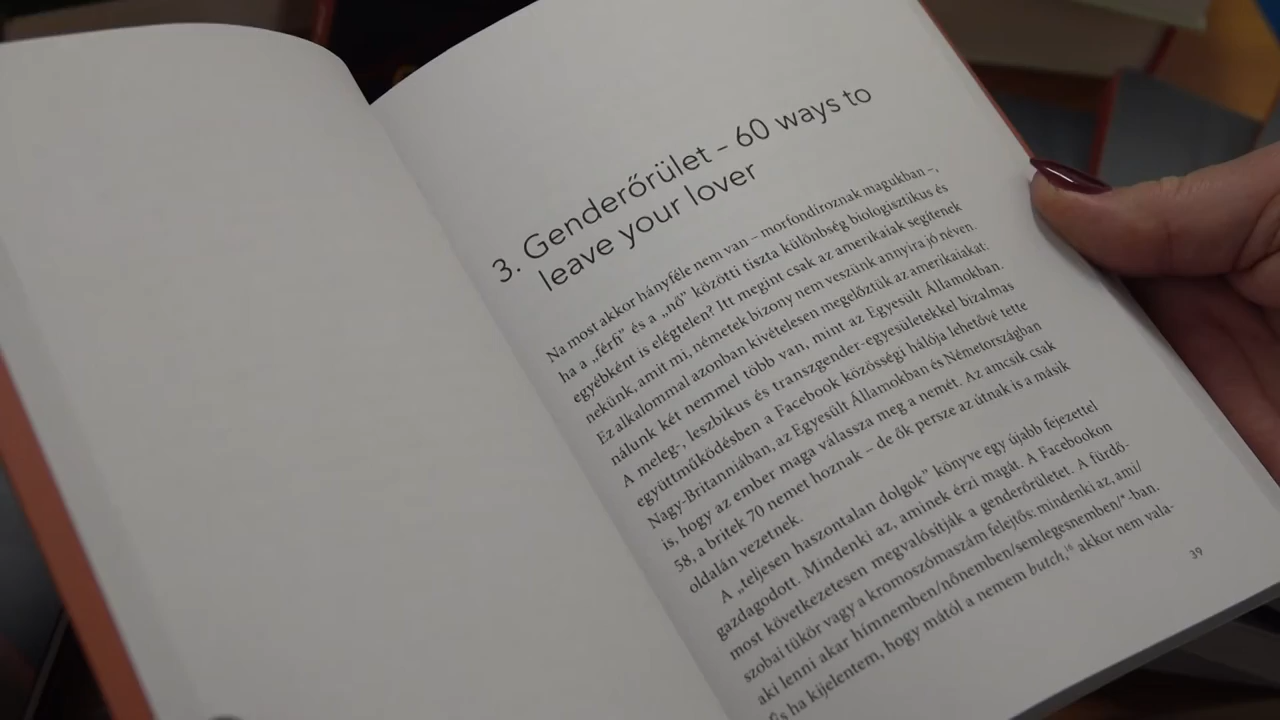 3. Genderőrület – 60 ways to
leave your lover
Na most akkor hányféle nem van – morfondíroznak magukban –,
ha a „férfi” és a „nő” közötti tiszta különbség biologisztikus és
egyébként is elégtelen? Itt megint csak az amerikaiak segítenek
nekünk, amit mi, németek bizony nem veszünk annyira jó néven.
Ez alkalommal azonban kivételesen megelőztük az amerikaiakat:
nálunk két nemmel több van, mint az Egyesült Államokban.
A meleg-, leszbikus és transzgender-egyesületekkel bizalmas
együttműködésben a Facebook közösségi hálója lehetővé tette
Nagy-Britanniában, az Egyesült Államokban és Németországban
is, hogy az ember maga válassza meg a nemét. Az amcsik csak
58, a britek 70 nemet hoznak – de ők persze az útnak is a másik
oldalán vezetnek.
A „teljesen haszontalan dolgok” könyve egy újabb fejezettel
gazdagodott. Mindenki az, aminek érzi magát. A Facebookon
most következetesen megvalósítják a genderőrületet. A fürdő-
szobai tükör vagy a kromoszómaszám felejtős: mindenki az, ami/
aki lenni akar hímnemben/nőnemben/semlegesnemben/*-ban.
És ha kijelentem, hogy mától a nemem butch,¹⁶ akkor nem vala-
39